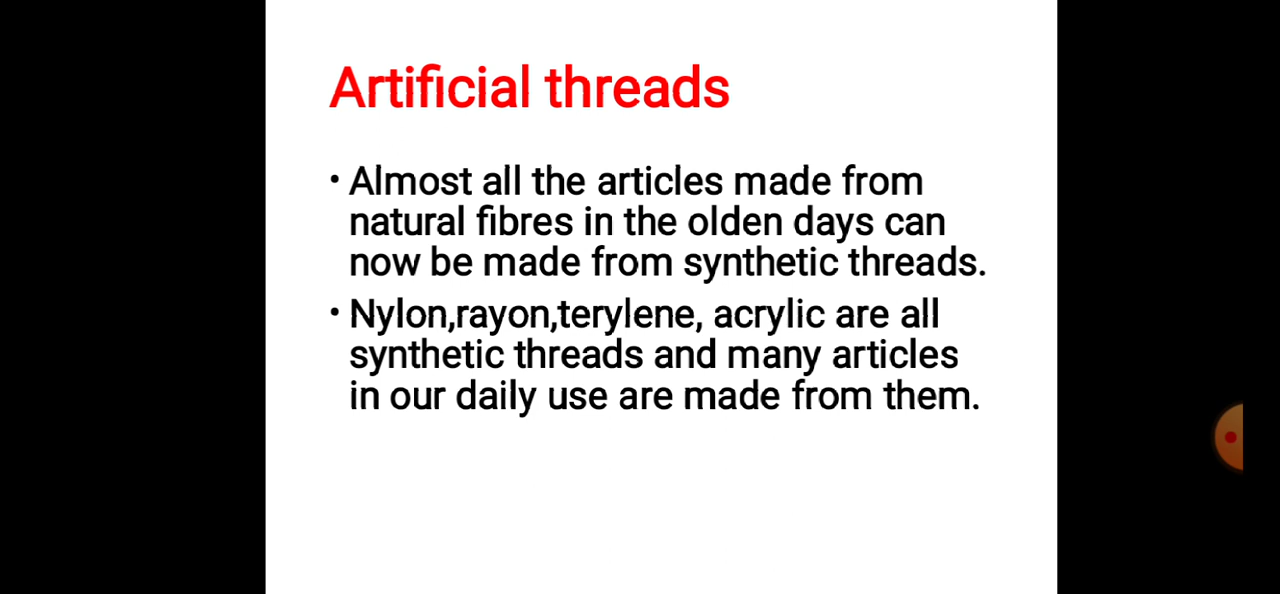 Artificial threads
• Almost all the articles made from
natural fibres in the olden days can
now be made from synthetic threads.
• Nylon,rayon,terylene, acrylic are all
synthetic threads and many articles
in our daily use are made from them.